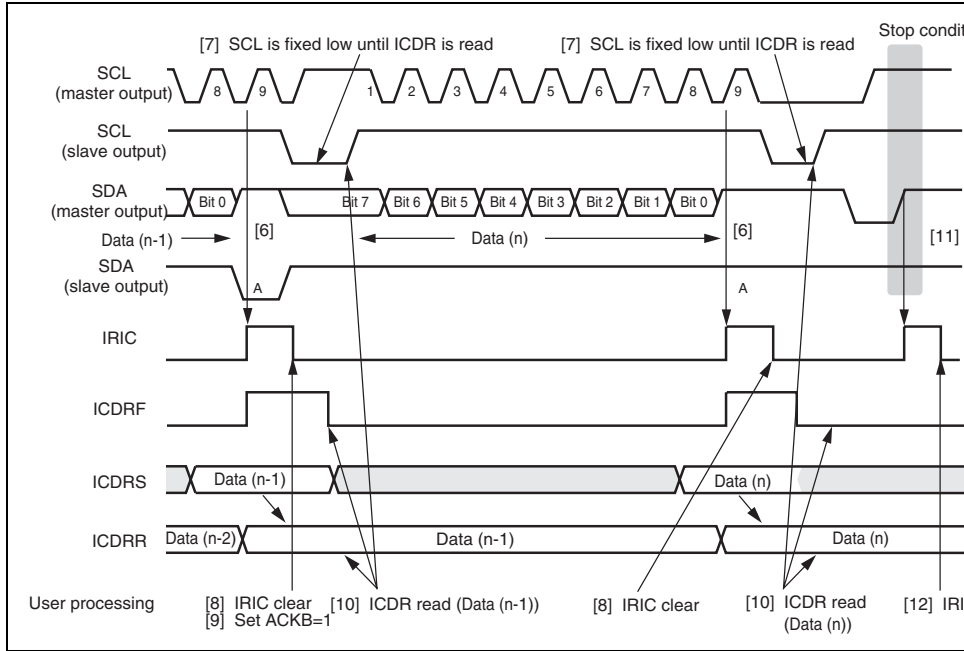 Stop condit
[7] SCL is fixed low until ICDR is read
[7] SCL is fixed low until ICDR is read
SCL
(master output)
8 9 1 2 3 4 5 6 7 8 9
SCL
(slave output)
SDA
(master output)
Bit 0 Bit 7 Bit 6 Bit 5 Bit 4 Bit 3 Bit 2 Bit 1 Bit 0
Data (n-1) [6] Data (n) [6] [11]
SDA
(slave output)
A A
IRIC
ICDRF
ICDRS
Data (n-1) Data (n)
ICDRR
Data (n-2) Data (n-1) Data (n)
User processing
[8] IRIC clear
[9] Set ACKB=1
[10] ICDR read (Data (n-1))
[8] IRIC clear
[10] ICDR read
(Data (n))
[12] IRI